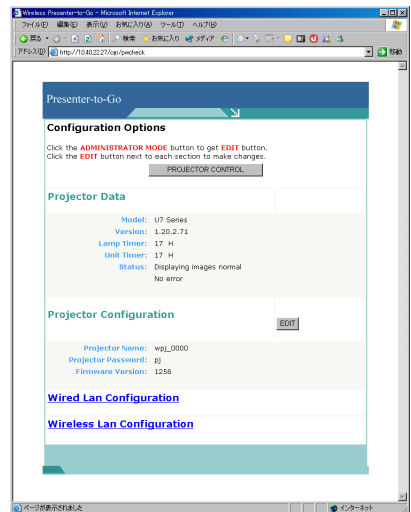 Wireless Presenter-to-Go - Microsoft Internet Explorer
ファイル(F) 編集(E) 表示(V) お気に入り(A) ツール(T) ヘルプ(H)
戻る 検索 お気に入り メディア
アドレス(D) http://10.40.2.227/cgi/pwcheck 移動
Presenter-to-Go
Configuration Options
Click the ADMINISTRATOR MODE button to get EDIT button.
Click the EDIT button next to each section to make changes.
PROJECTOR CONTROL
Projector Data
Model: U7 Series
Version: 1.20.2.71
Lamp Timer: 17 H
Unit Timer: 17 H
Status: Displaying images normal
No error
Projector Configuration
EDIT
Projector Name: wpj_0000
Projector Password: pj
Firmware Version: 1256
Wired Lan Configuration
Wireless Lan Configuration
ページが表示されました インターネット